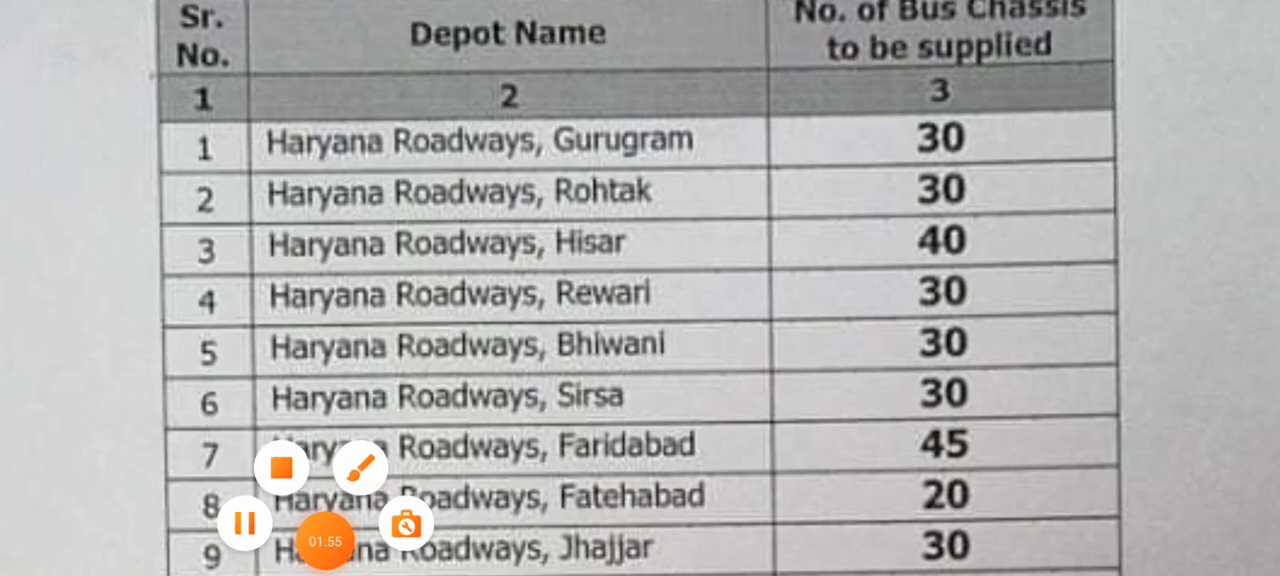 Sr. No. Depot Name No. of Bus Chassis to be supplied
1 2 3
1 Haryana Roadways, Gurugram 30
2 Haryana Roadways, Rohtak 30
3 Haryana Roadways, Hisar 40
4 Haryana Roadways, Rewari 30
5 Haryana Roadways, Bhiwani 30
6 Haryana Roadways, Sirsa 30
7 Haryana Roadways, Faridabad 45
8 Haryana Roadways, Fatehabad 20
9 Haryana Roadways, Jhajjar 30
01:55